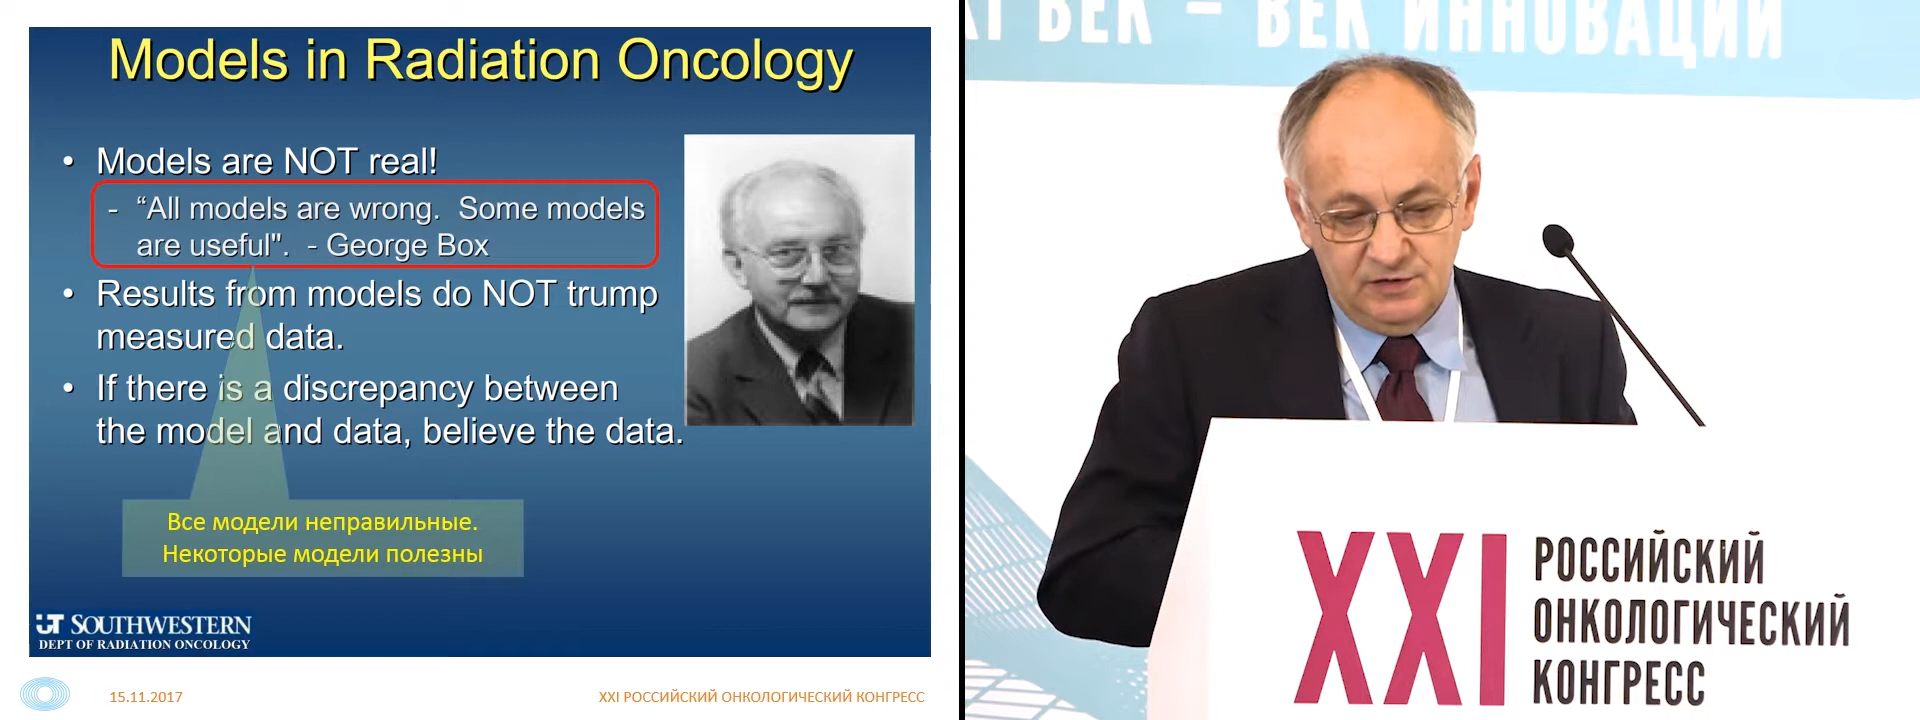 Models in Radiation Oncology
• Models are NOT real!
- “All models are wrong. Some models
are useful". - George Box
• Results from models do NOT trump
measured data.
• If there is a discrepancy between
the model and data, believe the data.
Все модели неправильные.
Некоторые модели полезны
UT SOUTHWESTERN
DEPT OF RADIATION ONCOLOGY
15.11.2017
XXI РОССИЙСКИЙ ОНКОЛОГИЧЕСКИЙ КОНГРЕСС
ВЕК – ВЕК ИННОВАЦИЙ
XXI
РОССИЙСКИЙ
ОНКОЛОГИЧЕСКИЙ
КОНГРЕСС